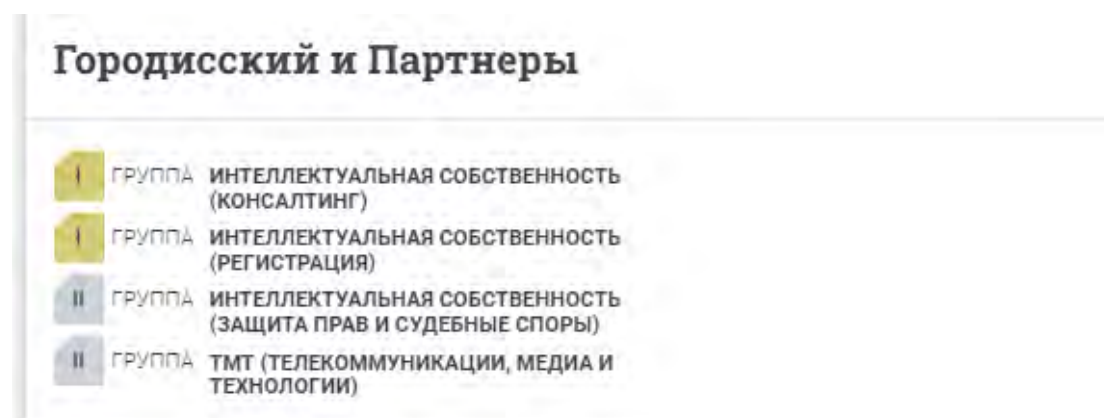 Городисский и Партнеры
I ГРУППА ИНТЕЛЛЕКТУАЛЬНАЯ СОБСТВЕННОСТЬ
(КОНСАЛТИНГ)
I ГРУППА ИНТЕЛЛЕКТУАЛЬНАЯ СОБСТВЕННОСТЬ
(РЕГИСТРАЦИЯ)
II ГРУППА ИНТЕЛЛЕКТУАЛЬНАЯ СОБСТВЕННОСТЬ
(ЗАЩИТА ПРАВ И СУДЕБНЫЕ СПОРЫ)
II ГРУППА ТМТ (ТЕЛЕКОММУНИКАЦИИ, МЕДИА И
ТЕХНОЛОГИИ)